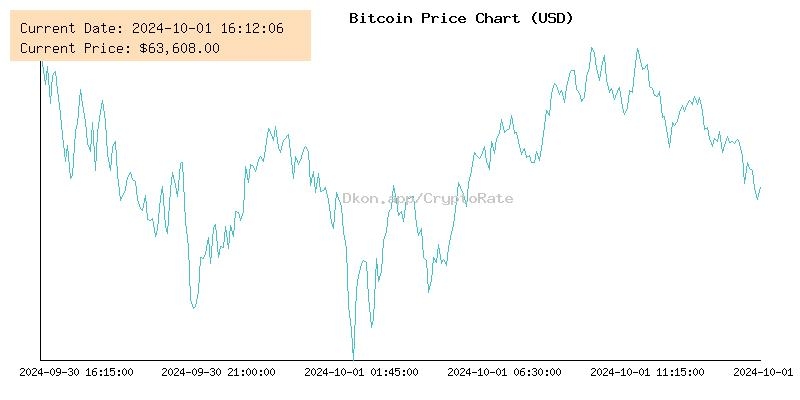 Bitcoin Price Chart (USD)
Current Date: 2024-10-01 16:12:06
Current Price: $63,608.00
Dkon.app/CryptoRate
2024-09-30 16:15:00 2024-09-30 21:00:00 2024-10-01 01:45:00 2024-10-01 06:30:00 2024-10-01 11:15:00 2024-10-01